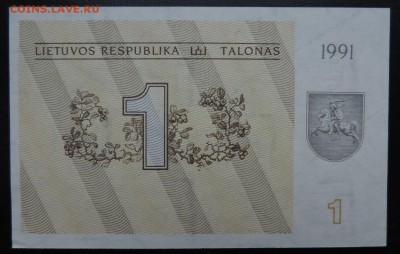 COINS.LAVE.RU
LIETUVOS RESPUBLIKA TALONAS
1991
1
1